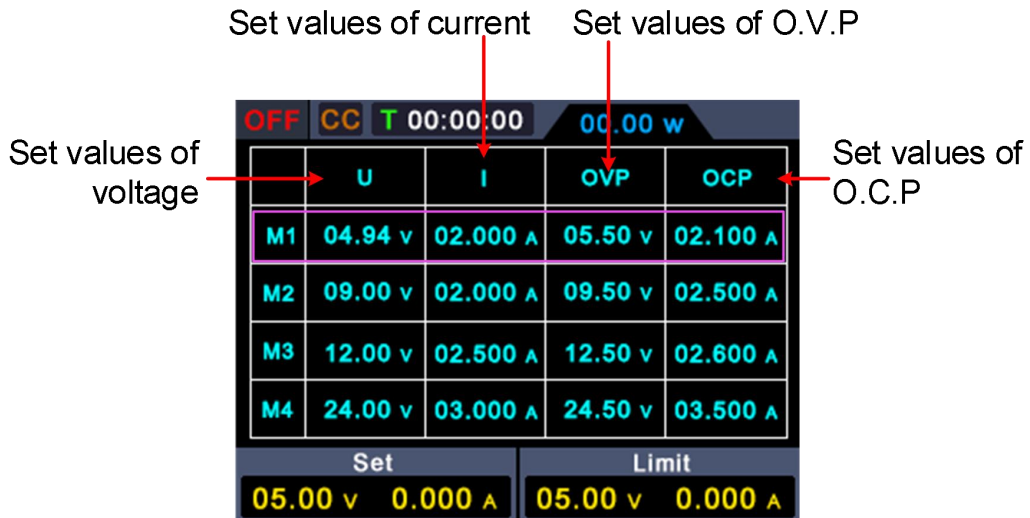 Set values of current Set values of O.V.P
OFF CC T 00:00:00 00.00 W
Set values of
voltage
Set values of
O.C.P
U I OVP OCP
M1 04.94 V 02.000 A 05.50 V 02.100 A
M2 09.00 V 02.000 A 09.50 V 02.500 A
M3 12.00 V 02.500 A 12.50 V 02.600 A
M4 24.00 V 03.000 A 24.50 V 03.500 A
Set Limit
05.00 V 0.000 A 05.00 V 0.000 A